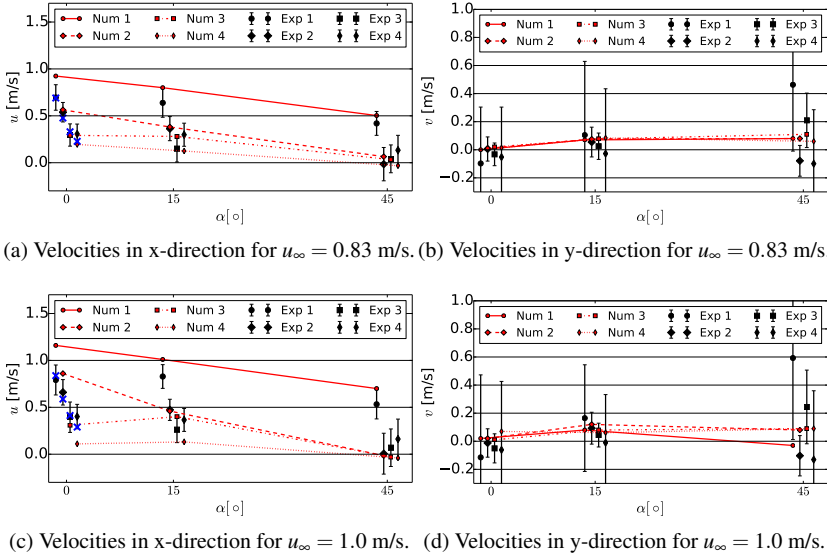 1.5
1.0
0.5
0.0
u [m/s]
Num 1 Num 3 Exp 1 Exp 3
Num 2 Num 4 Exp 2 Exp 4
0 15 45
α[∘]
1.0
0.8
0.6
0.4
0.2
0.0
−0.2
v [m/s]
Num 1 Num 3 Exp 1 Exp 3
Num 2 Num 4 Exp 2 Exp 4
0 15 45
α[∘]
(a) Velocities in x-direction for u∞ = 0.83 m/s. (b) Velocities in y-direction for u∞ = 0.83 m/s.
1.5
1.0
0.5
0.0
u [m/s]
Num 1 Num 3 Exp 1 Exp 3
Num 2 Num 4 Exp 2 Exp 4
0 15 45
α[∘]
1.0
0.8
0.6
0.4
0.2
0.0
−0.2
v [m/s]
Num 1 Num 3 Exp 1 Exp 3
Num 2 Num 4 Exp 2 Exp 4
0 15 45
α[∘]
(c) Velocities in x-direction for u∞ = 1.0 m/s. (d) Velocities in y-direction for u∞ = 1.0 m/s.